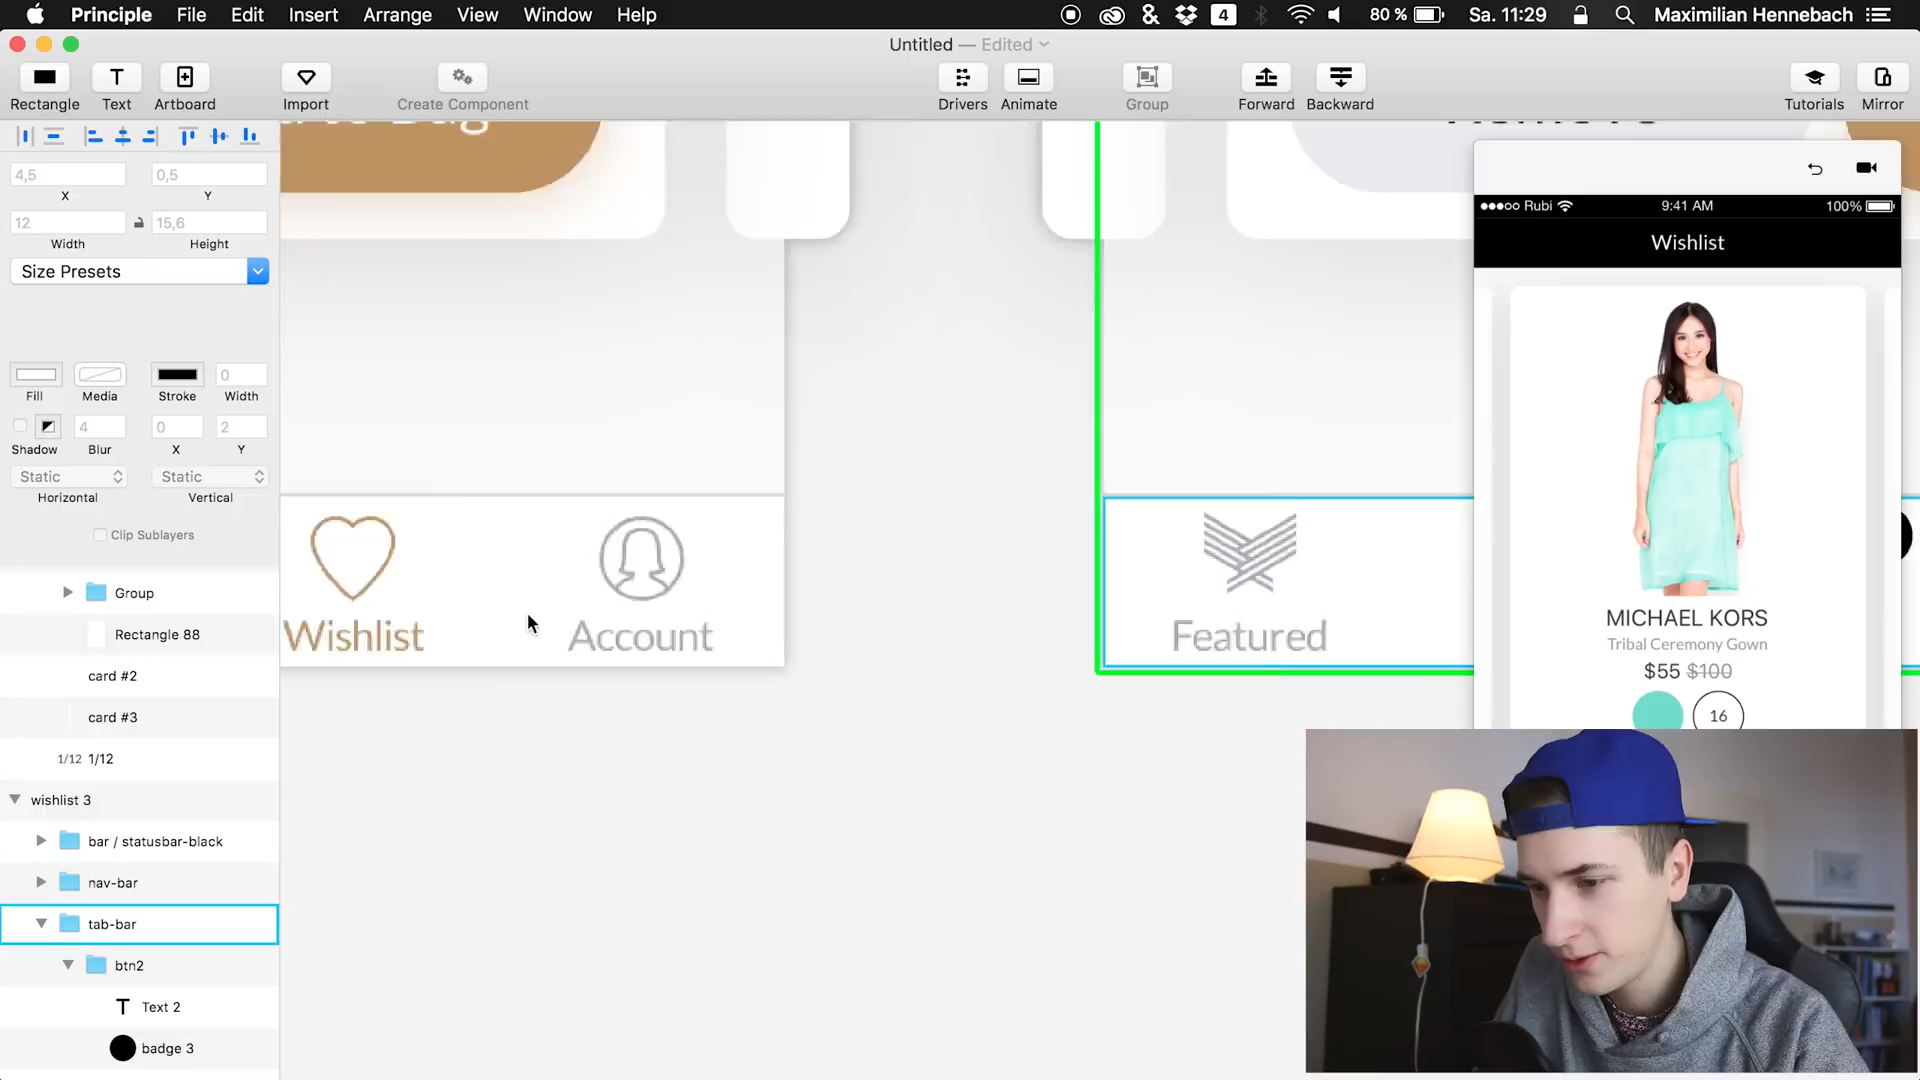 Principle File Edit Insert Arrange View Window Help 4 80 % Sa. 11:29 Maximilian Hennebach
Untitled — Edited
Rectangle Text Artboard Import Create Component Drivers Animate Group Forward Backward Tutorials Mirror
4,5 0,5
X Y
12 15,6
Width Height
Size Presets
0
Fill Media Stroke Width
4 0 2
Shadow Blur X Y
Static Static
Horizontal Vertical
Clip Sublayers
Group
Rectangle 88
card #2
card #3
1/12 1/12
wishlist 3
bar / statusbar-black
nav-bar
tab-bar
btn2
T Text 2
badge 3
Wishlist
Account
Featured
Rubi 9:41 AM 100%
Wishlist
MICHAEL KORS
Tribal Ceremony Gown
$55 $100
16